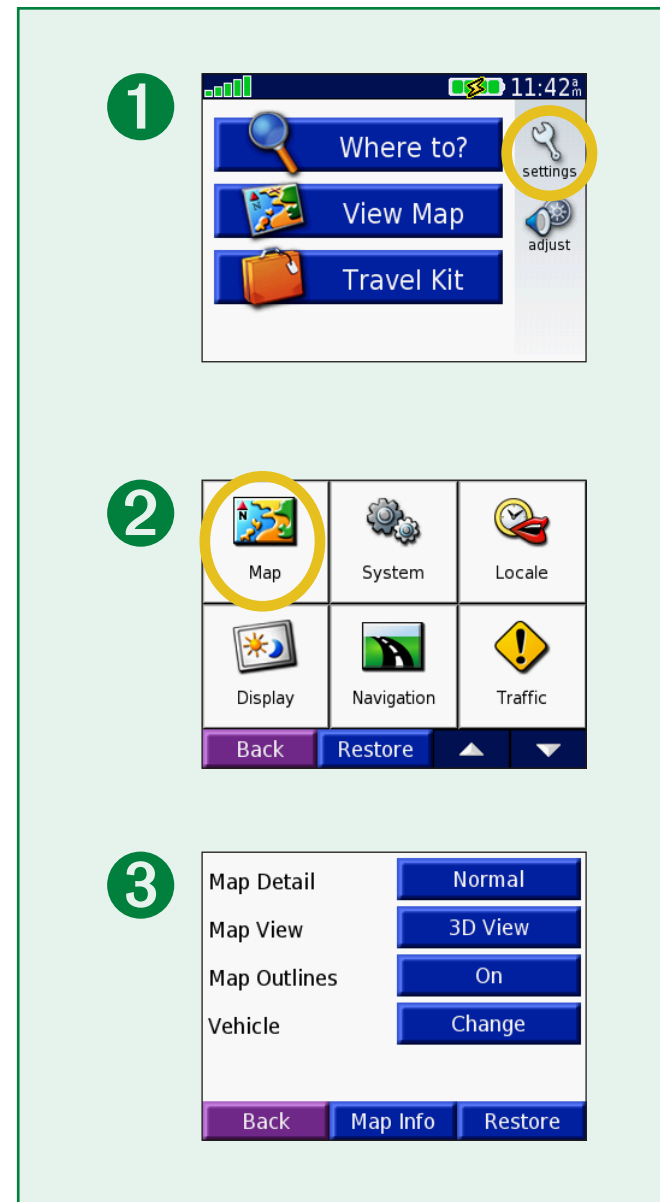 1
11:42 am
Where to?
settings
View Map
adjust
Travel Kit
2
N
Map
System
Locale
Display
Navigation
Traffic
Back
Restore
3
Map Detail
Normal
Map View
3D View
Map Outlines
On
Vehicle
Change
Back
Map Info
Restore